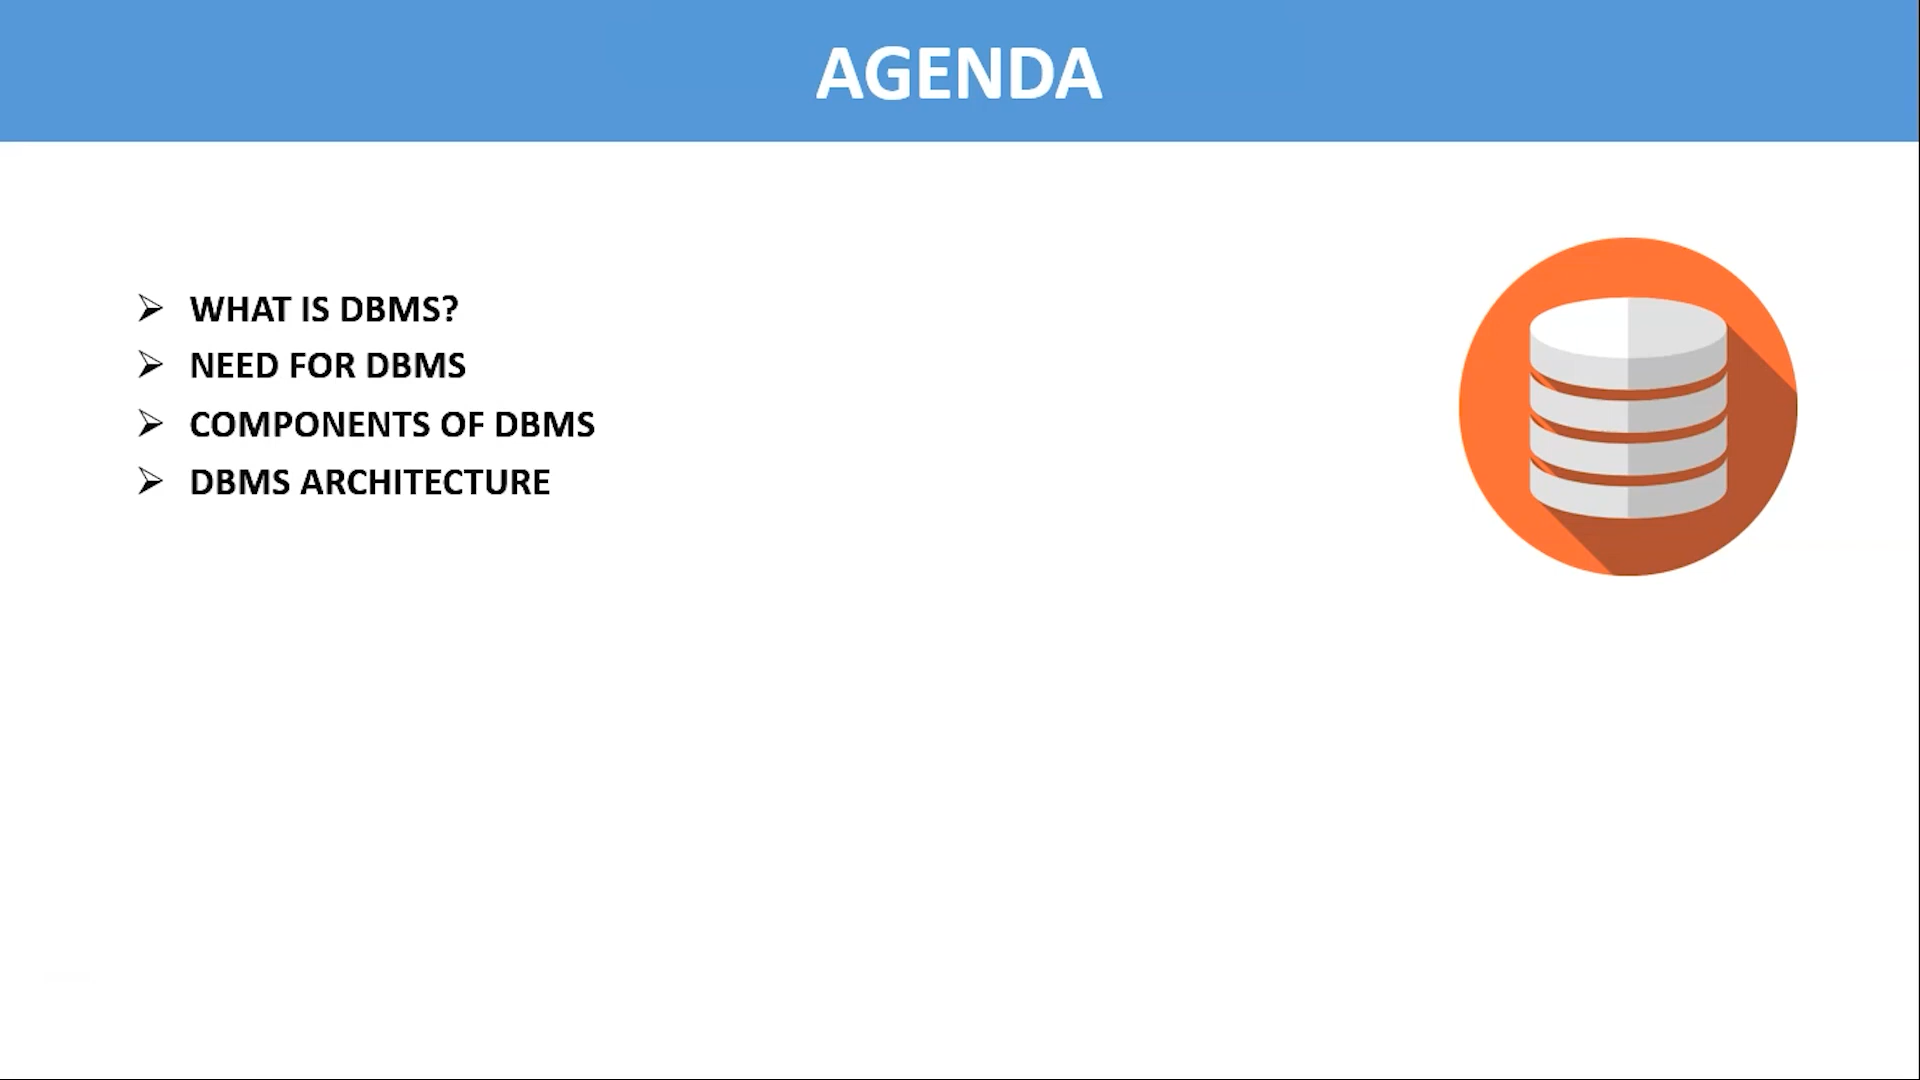 AGENDA
➢ WHAT IS DBMS?
➢ NEED FOR DBMS
➢ COMPONENTS OF DBMS
➢ DBMS ARCHITECTURE